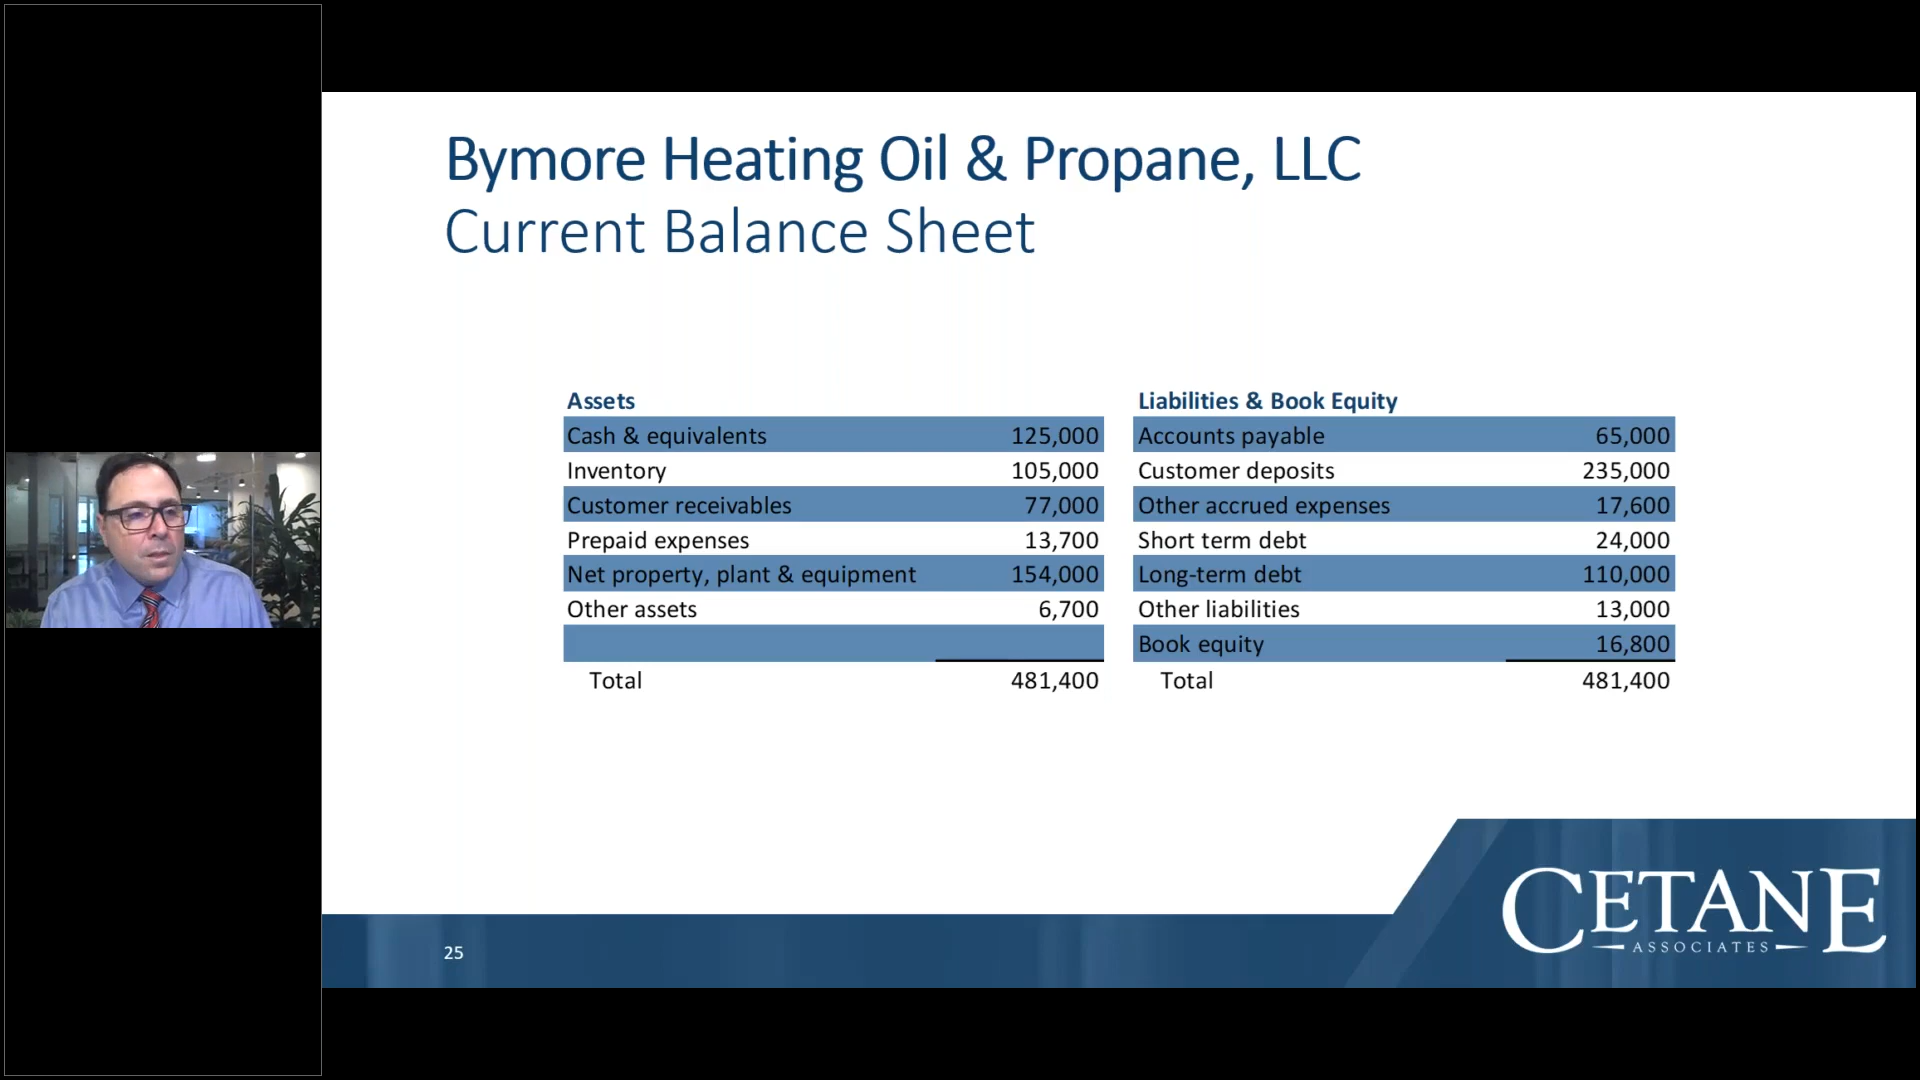 Bymore Heating Oil & Propane, LLC
Current Balance Sheet
Assets
Cash & equivalents 125,000
Inventory 105,000
Customer receivables 77,000
Prepaid expenses 13,700
Net property, plant & equipment 154,000
Other assets 6,700
Total 481,400
Liabilities & Book Equity
Accounts payable 65,000
Customer deposits 235,000
Other accrued expenses 17,600
Short term debt 24,000
Long-term debt 110,000
Other liabilities 13,000
Book equity 16,800
Total 481,400
25
CETANE
ASSOCIATES